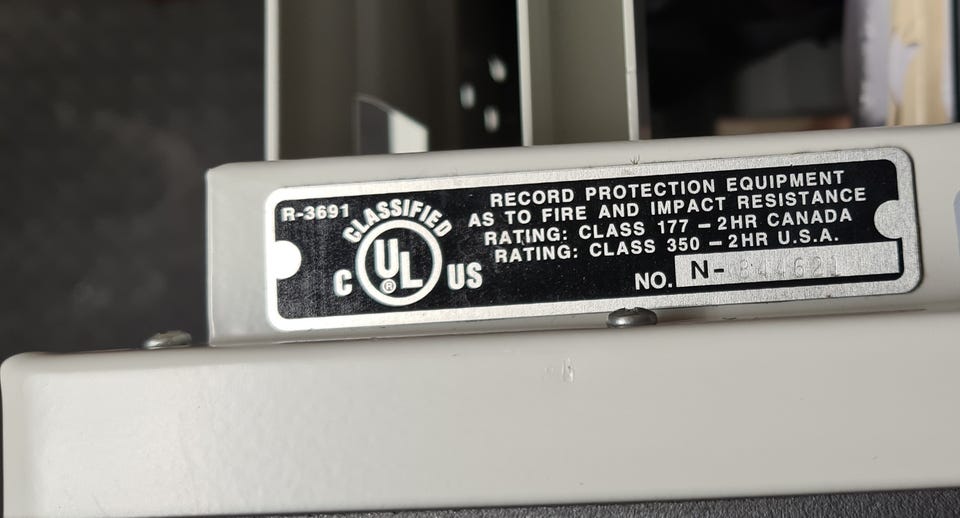 R-3691
CLASSIFIED
C UL® US
RECORD PROTECTION EQUIPMENT
AS TO FIRE AND IMPACT RESISTANCE
RATING: CLASS 177 – 2HR CANADA
RATING: CLASS 350 – 2HR U.S.A.
NO. N-